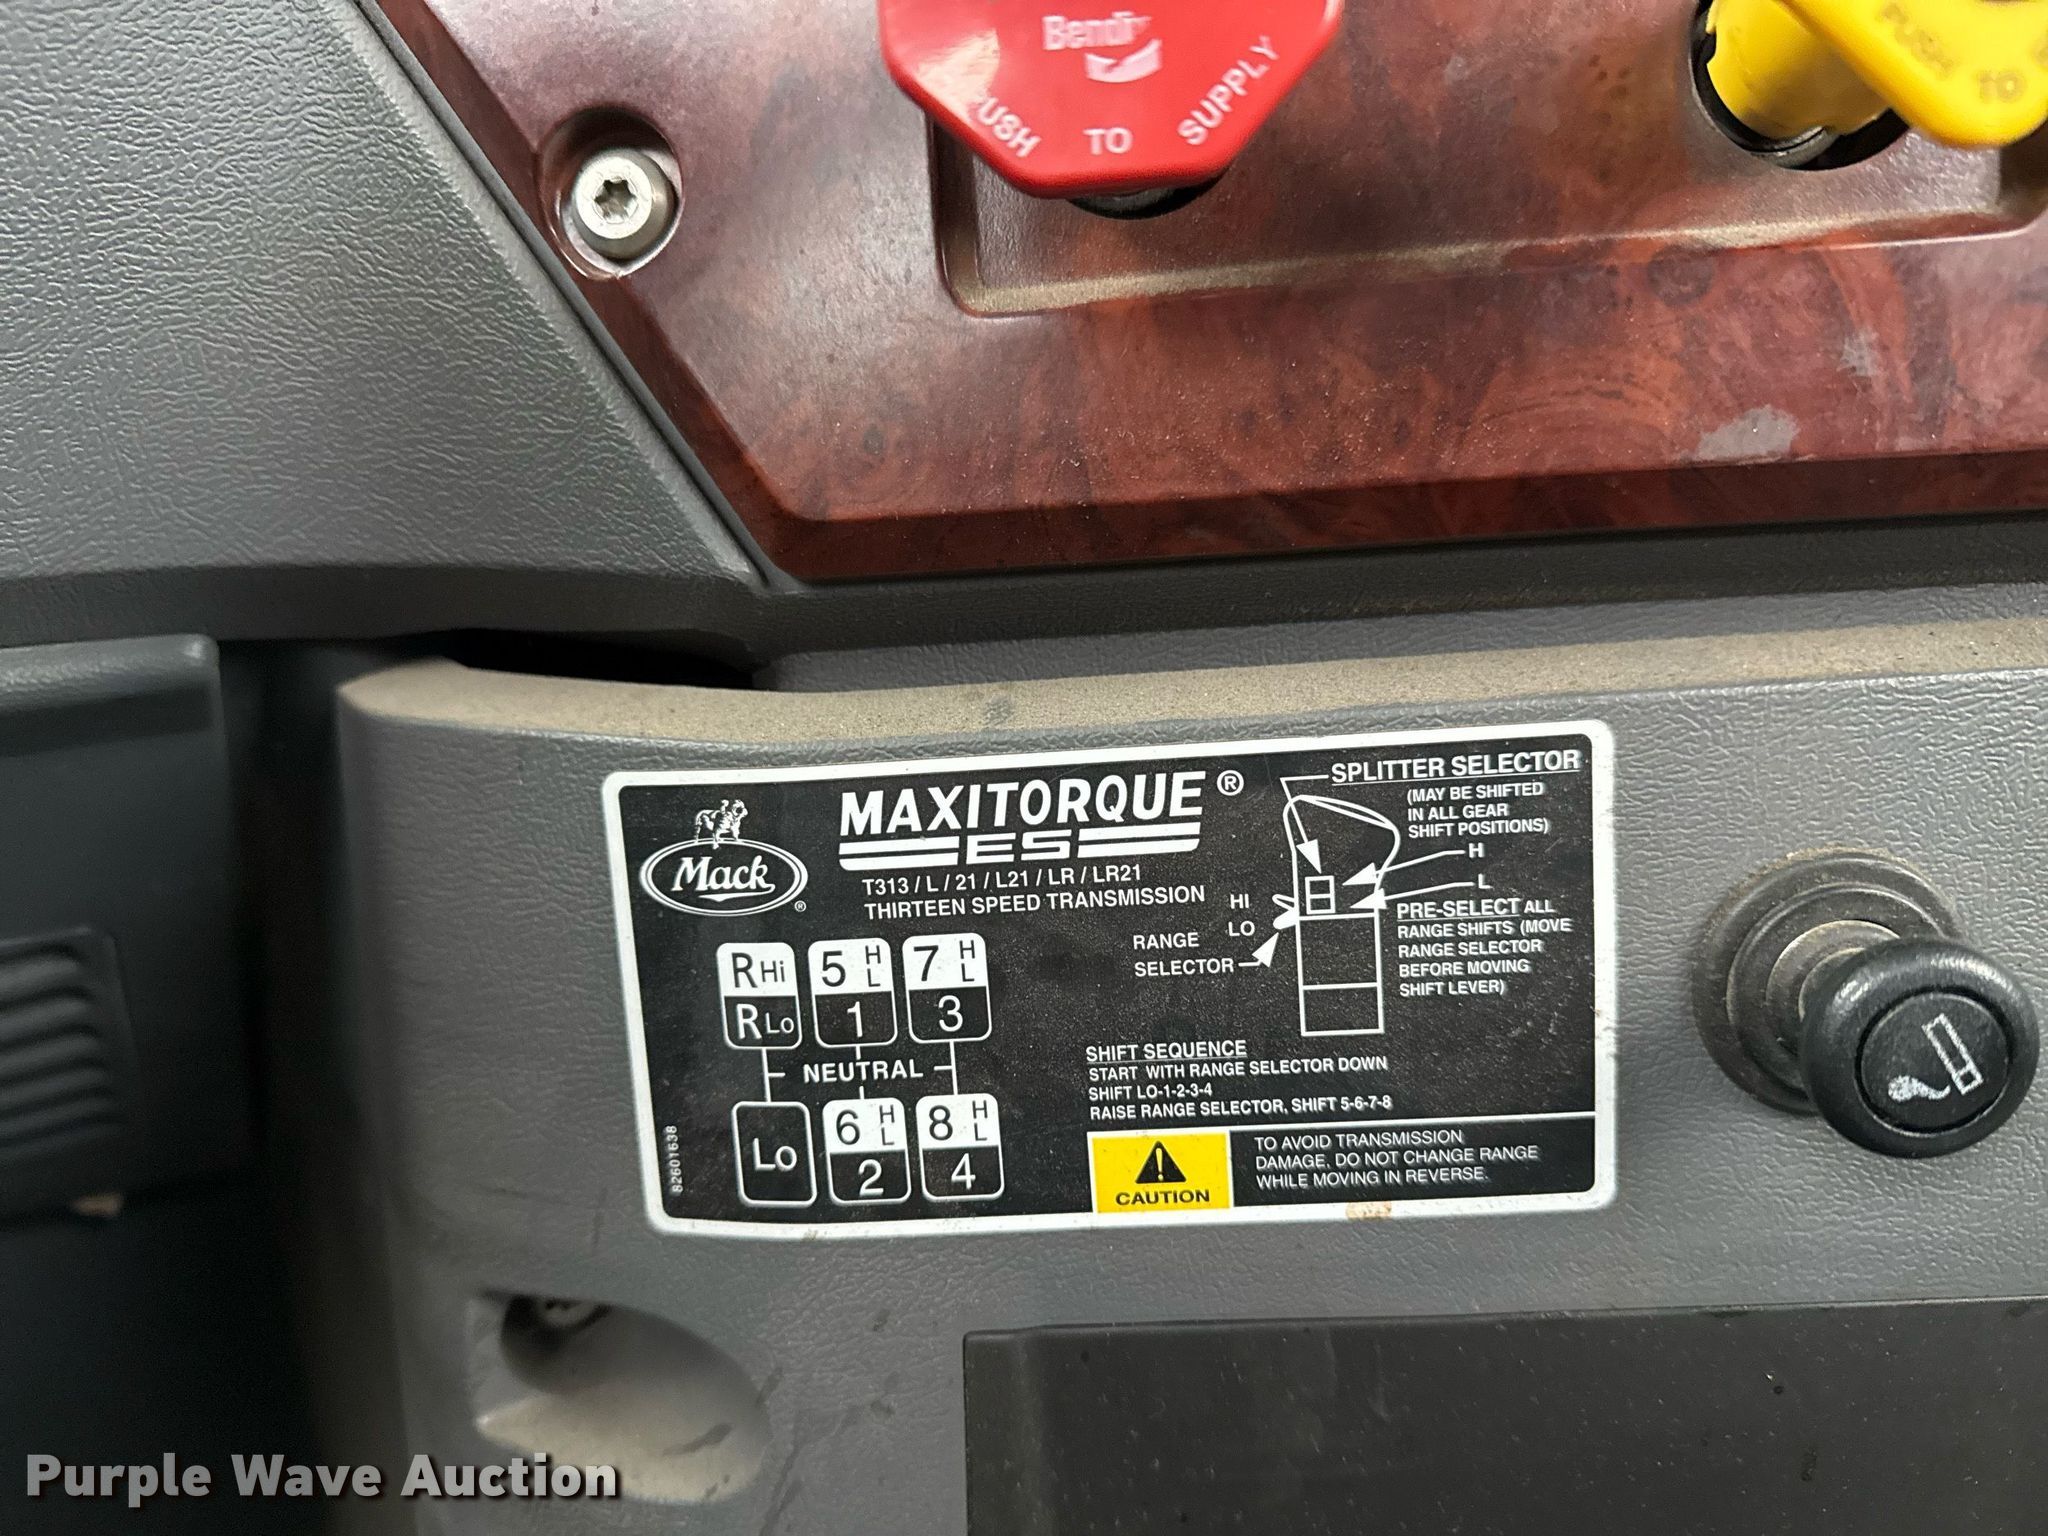 Bendix
PUSH TO SUPPLY
PUSH TO
SPLITTER SELECTOR
(MAY BE SHIFTED
IN ALL GEAR
SHIFT POSITIONS)
H
L
MAXITORQUE®
ES
Mack®
T313 / L / 21 / L21 / LR / LR21
THIRTEEN SPEED TRANSMISSION
HI
LO
RANGE
SELECTOR
PRE-SELECT ALL
RANGE SHIFTS (MOVE
RANGE SELECTOR
BEFORE MOVING
SHIFT LEVER)
R Hi 5 H L 7 H L
R Lo 1 3
NEUTRAL
Lo 6 H L 8 H L
2 4
82601638
SHIFT SEQUENCE
START WITH RANGE SELECTOR DOWN
SHIFT LO-1-2-3-4
RAISE RANGE SELECTOR, SHIFT 5-6-7-8
CAUTION
TO AVOID TRANSMISSION
DAMAGE, DO NOT CHANGE RANGE
WHILE MOVING IN REVERSE.
Purple Wave Auction